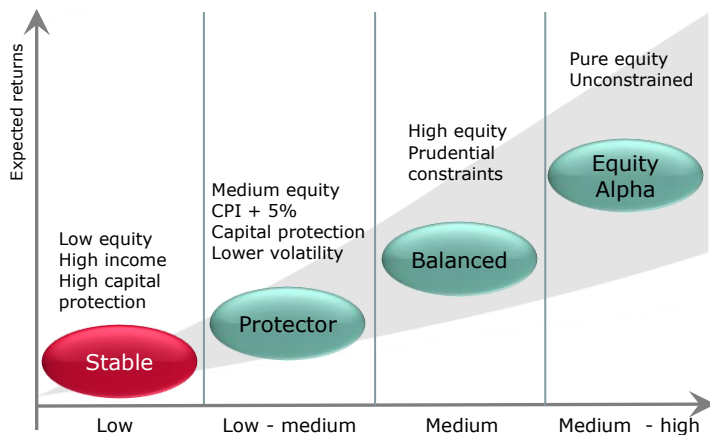 Expected returns
Pure equity
Unconstrained
High equity
Prudential
constraints
Equity
Alpha
Medium equity
CPI + 5%
Capital protection
Lower volatility
Balanced
Low equity
High income
High capital
protection
Protector
Stable
Low
Low - medium
Medium
Medium - high